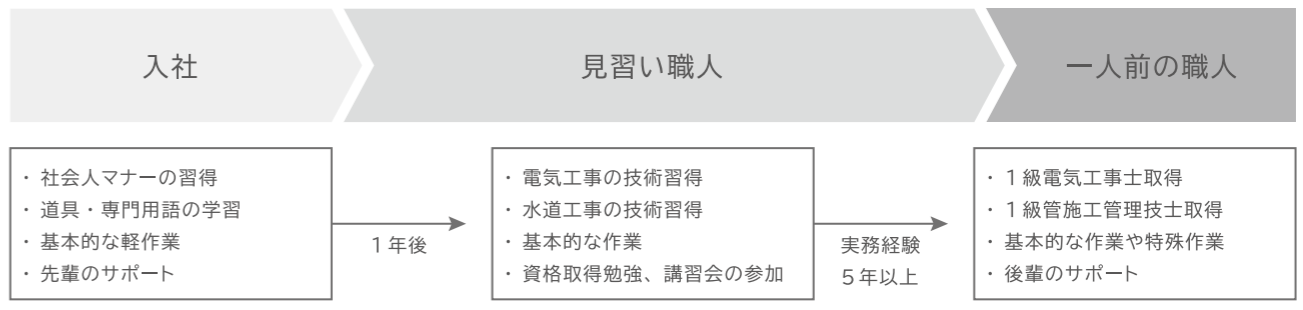 入社
見習い職人
一人前の職人
・社会人マナーの習得
・道具・専門用語の学習
・基本的な軽作業
・先輩のサポート
1年後
・電気工事の技術習得
・水道工事の技術習得
・基本的な作業
・資格取得勉強、講習会の参加
実務経験
5年以上
・1級電気工事士取得
・1級管施工管理技士取得
・基本的な作業や特殊作業
・後輩のサポート